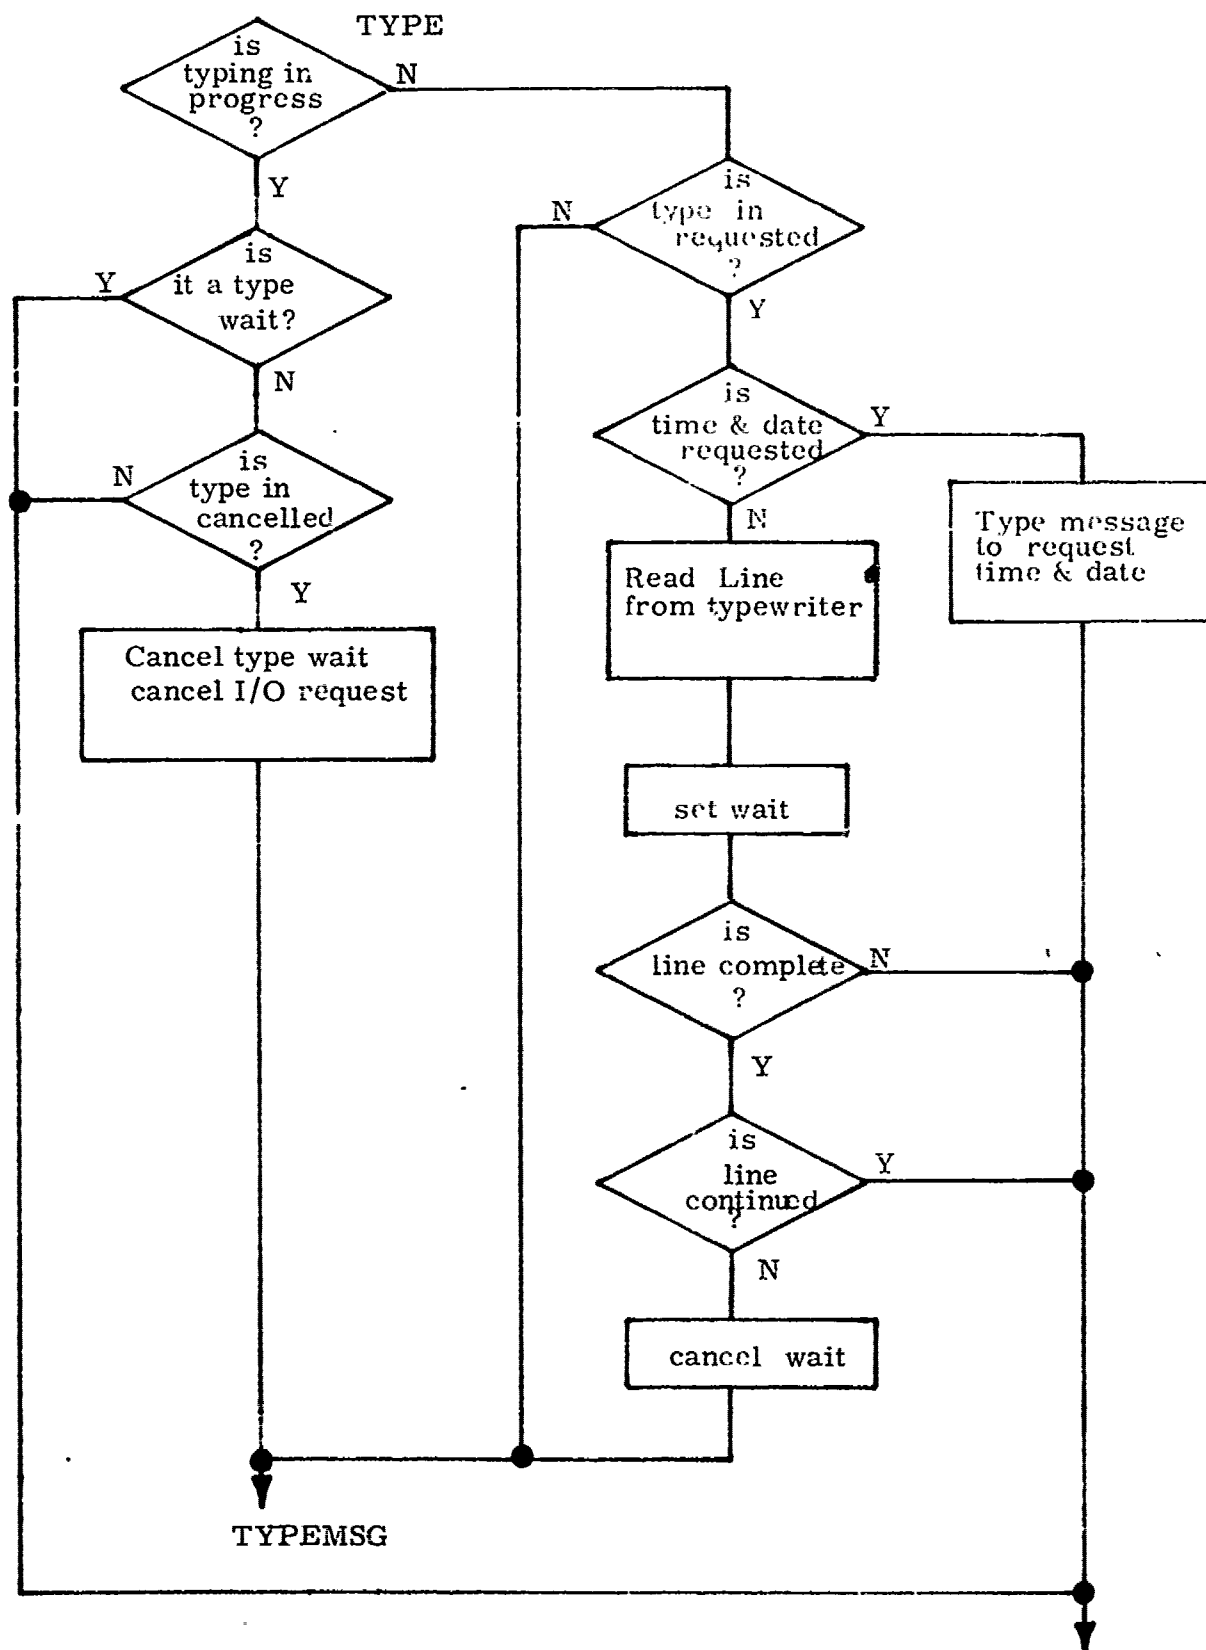 TYPE
is
typing in
progress
?
N
Y
is
type in
requested
?
N
Y
is
it a type
wait?
Y
N
is
time & date
requested
?
Y
N
is
type in
cancelled
?
N
Y
Type message
to request
time & date
Read Line
from typewriter
Cancel type wait
cancel I/O request
set wait
is
line complete
?
N
Y
is
line
continued
?
Y
N
cancel wait
TYPEMSG